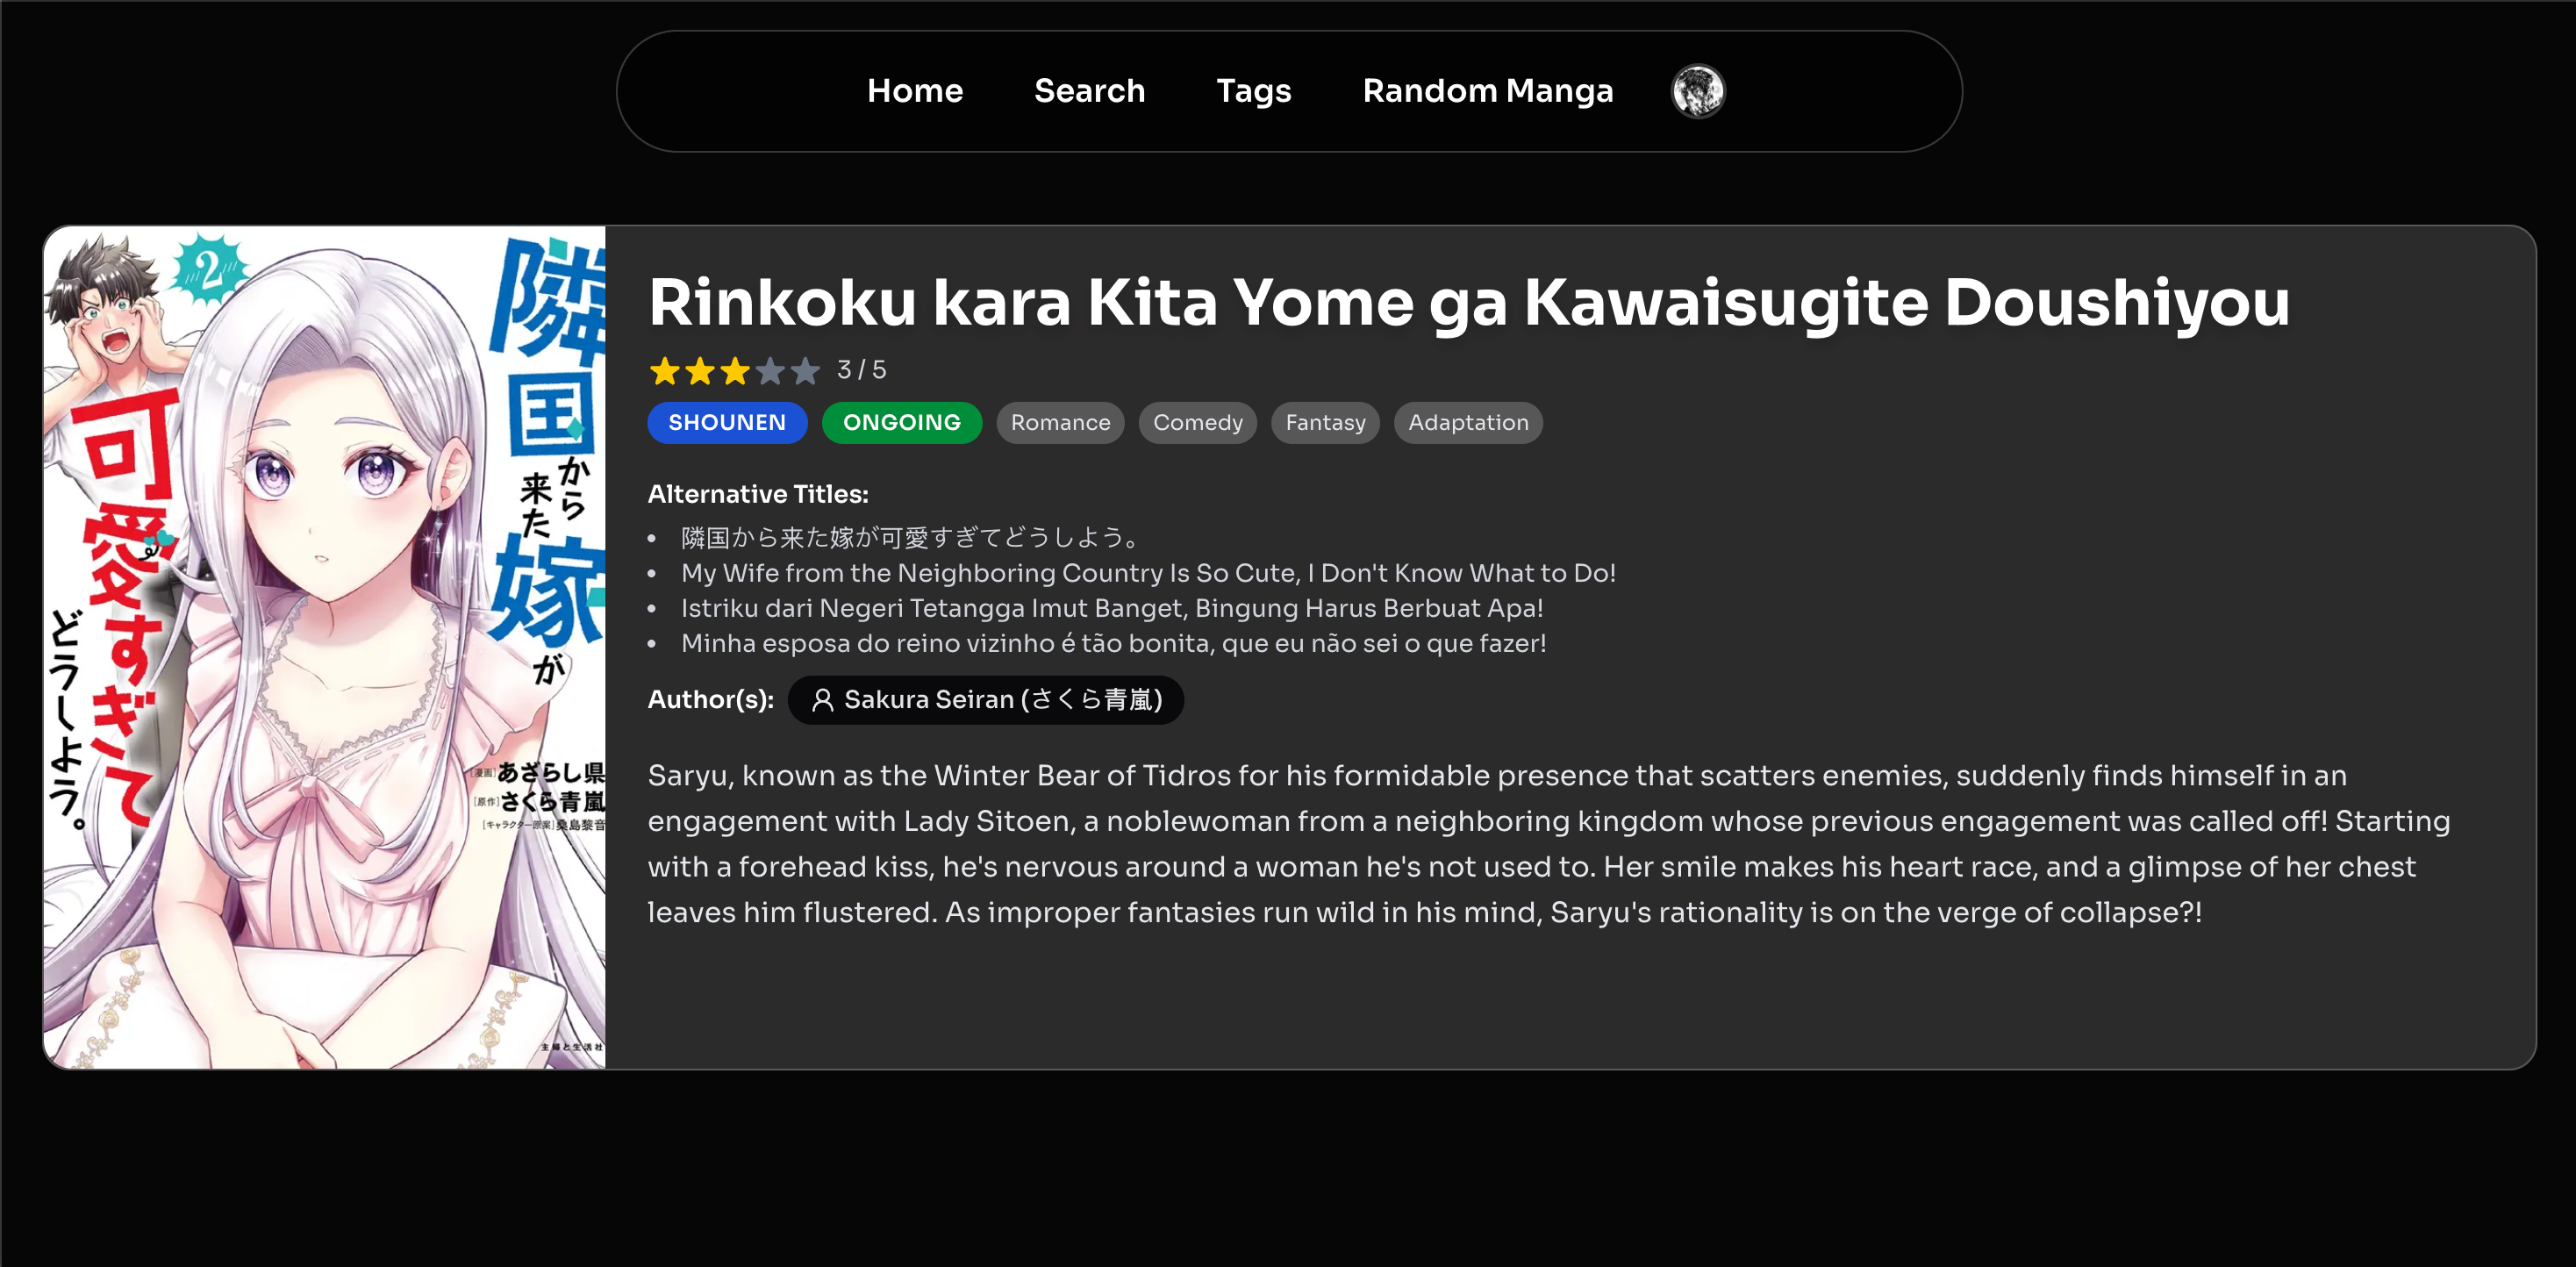 Home Search Tags Random Manga
2
隣国
から
来た
嫁が
可愛すぎて
どうしよう。
[漫画]あざらし県
[原作]さくら青嵐
[キャラクター原案]桑島黎音
主婦と生活社
Rinkoku kara Kita Yome ga Kawaisugite Doushiyou
3 / 5
SHOUNEN ONGOING Romance Comedy Fantasy Adaptation
Alternative Titles:
• 隣国から来た嫁が可愛すぎてどうしよう。
• My Wife from the Neighboring Country Is So Cute, I Don't Know What to Do!
• Istriku dari Negeri Tetangga Imut Banget, Bingung Harus Berbuat Apa!
• Minha esposa do reino vizinho é tão bonita, que eu não sei o que fazer!
Author(s): Sakura Seiran (さくら青嵐)
Saryu, known as the Winter Bear of Tidros for his formidable presence that scatters enemies, suddenly finds himself in an
engagement with Lady Sitoen, a noblewoman from a neighboring kingdom whose previous engagement was called off! Starting
with a forehead kiss, he's nervous around a woman he's not used to. Her smile makes his heart race, and a glimpse of her chest
leaves him flustered. As improper fantasies run wild in his mind, Saryu's rationality is on the verge of collapse?!